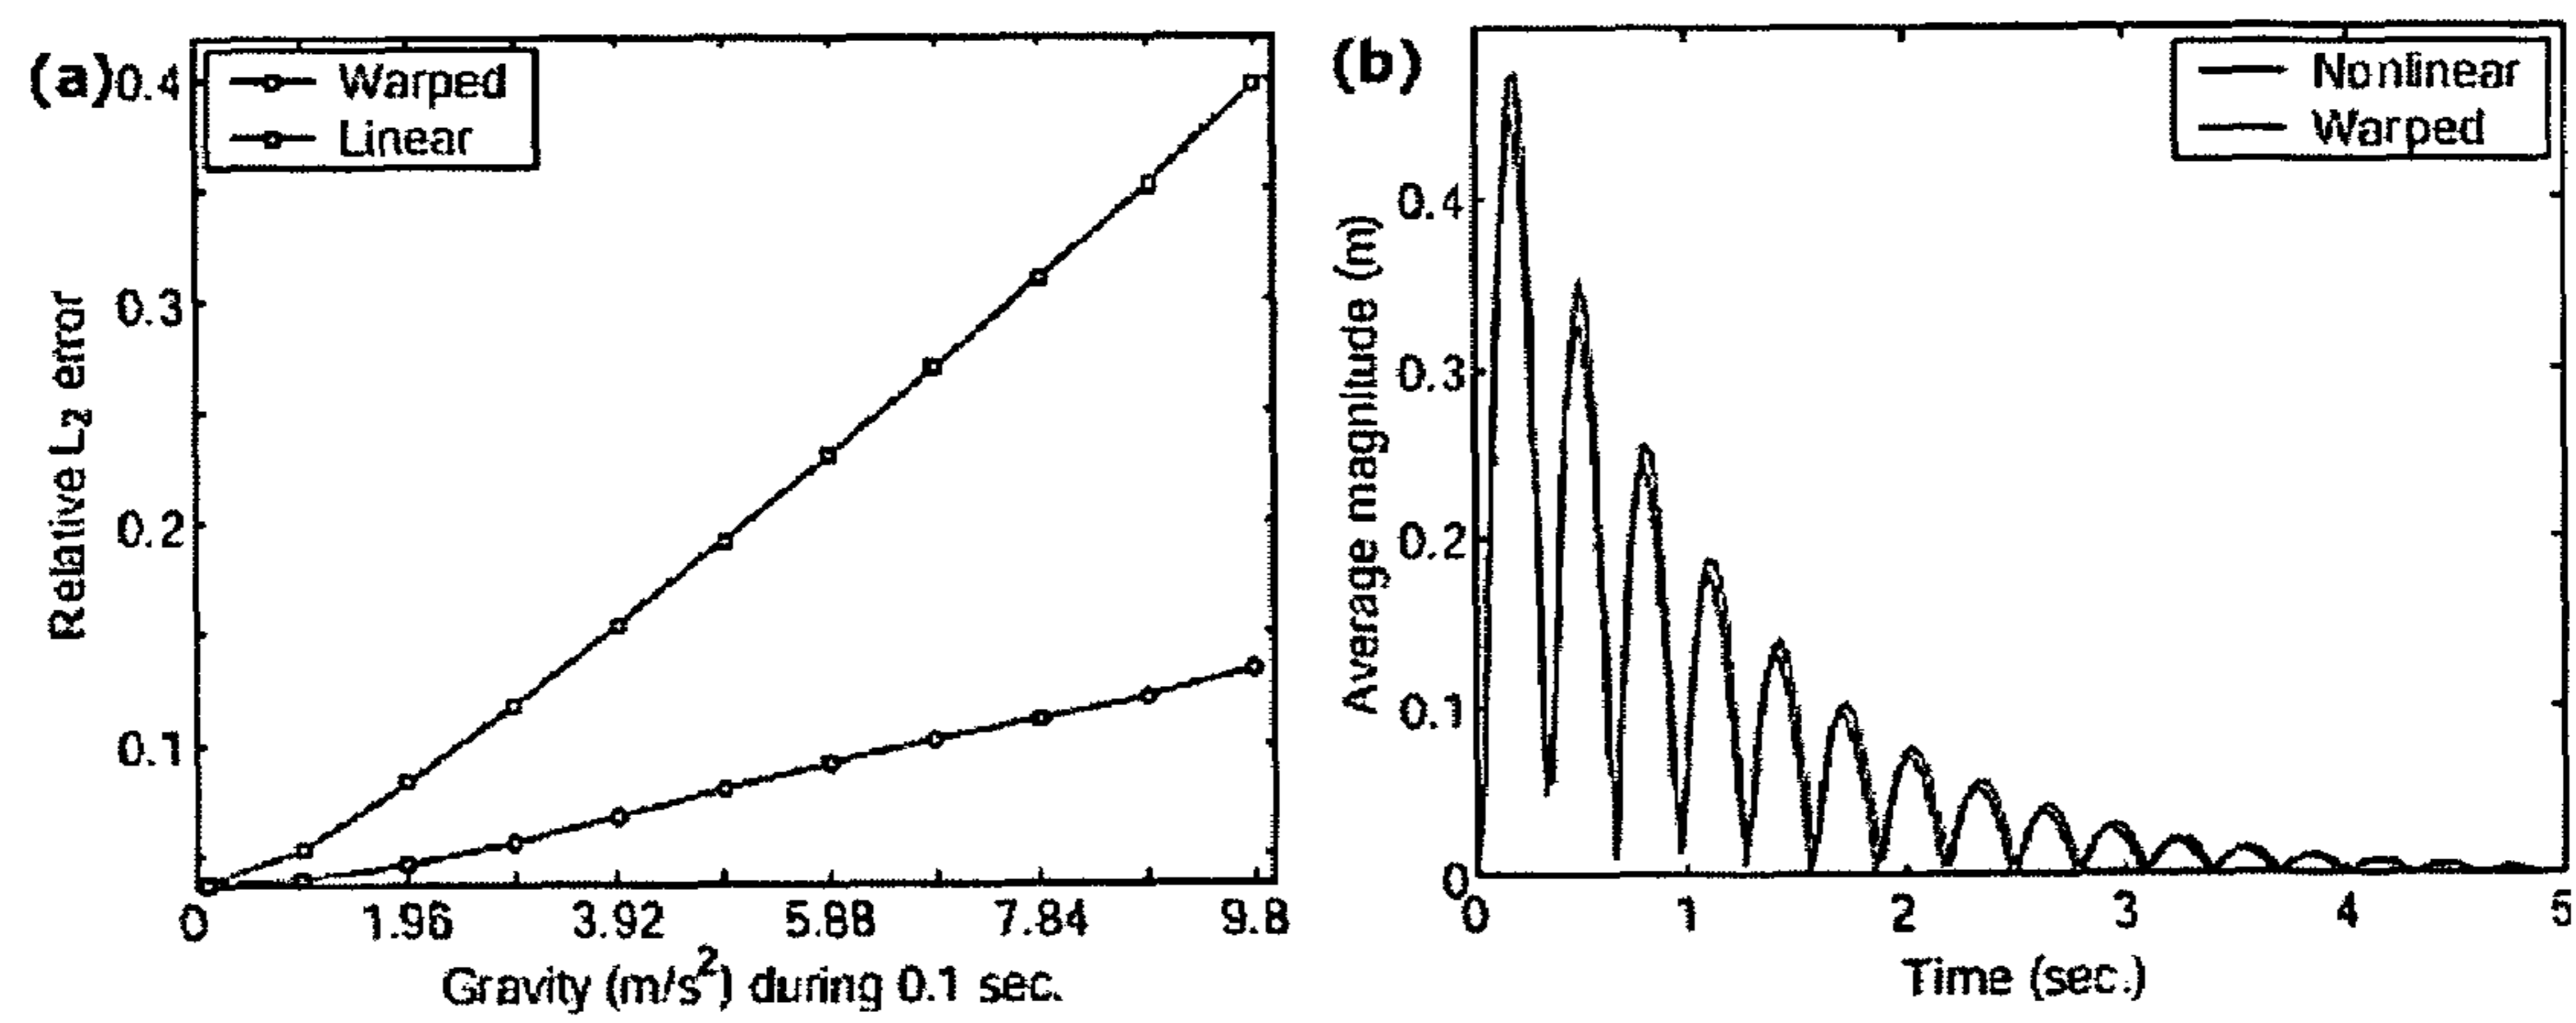 (a)
0.4
0.3
0.2
0.1
Relative L2 error
Warped
Linear
0 1.96 3.92 5.88 7.84 9.8
Gravity (m/s²) during 0.1 sec.
(b)
0.4
0.3
0.2
0.1
0
Average magnitude (m)
Nonlinear
Warped
0 1 2 3 4 5
Time (sec.)